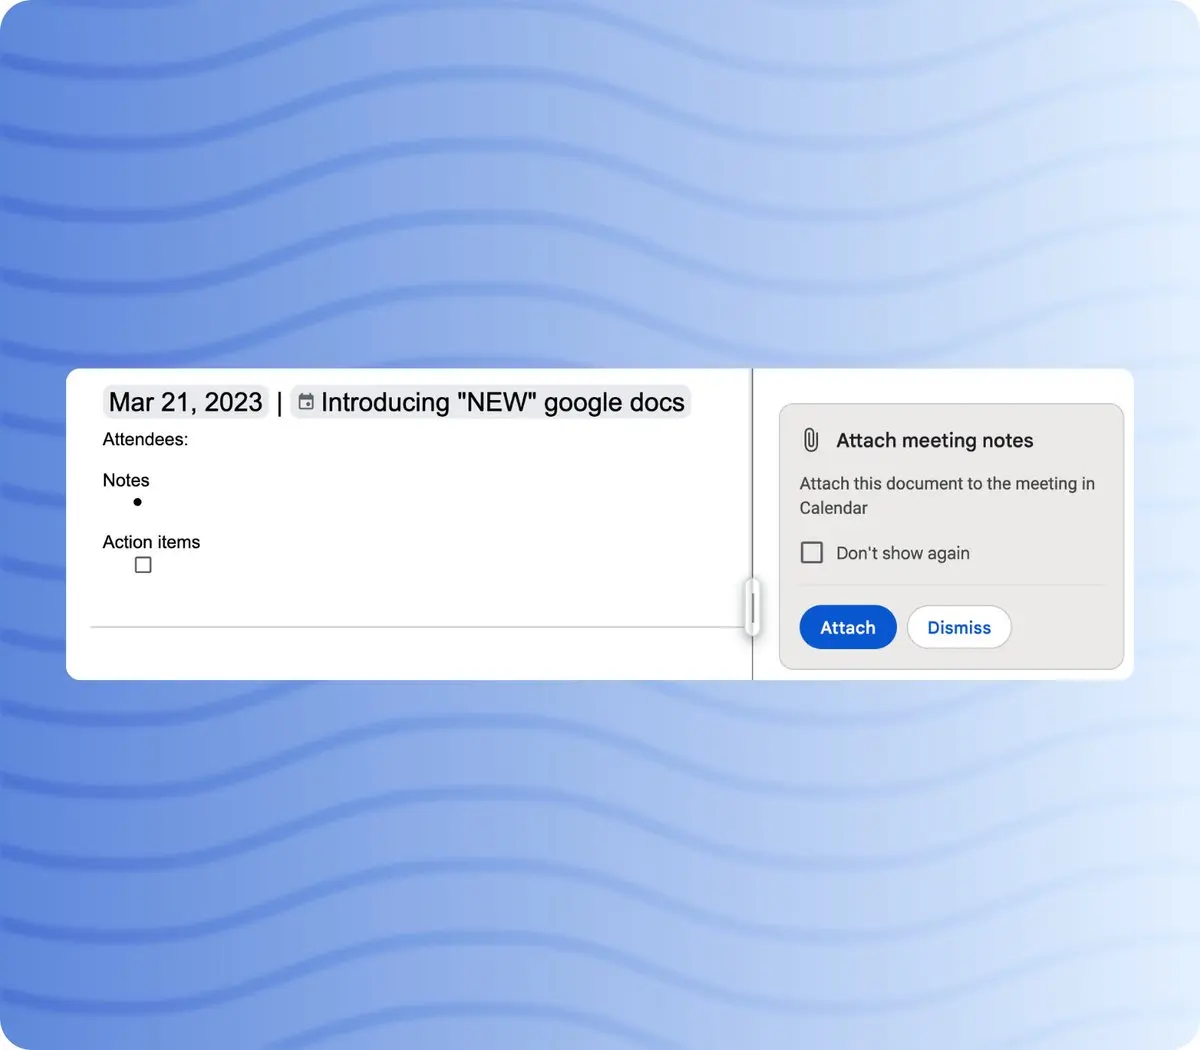 Mar 21, 2023 | Introducing "NEW" google docs
Attendees:
Notes
Action items
Attach meeting notes
Attach this document to the meeting in
Calendar
Don't show again
Attach
Dismiss